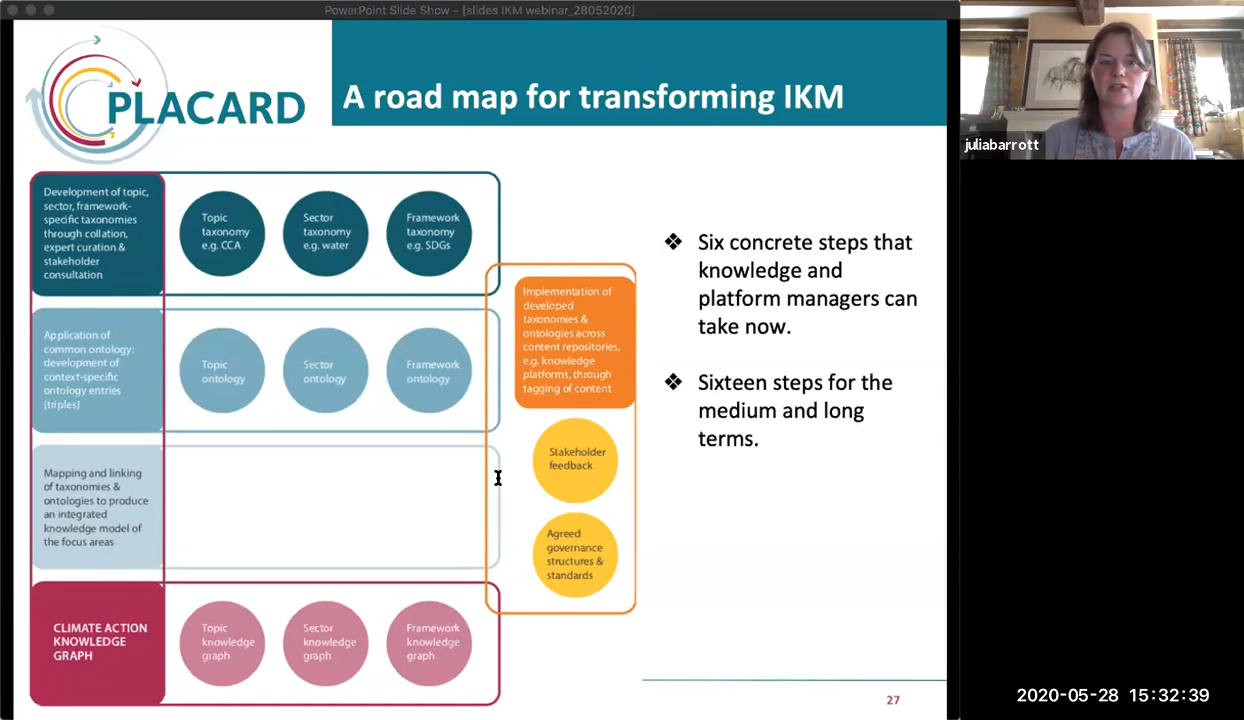 PowerPoint Slide Show – [slides IKM webinar_28052020]
PLACARD
A road map for transforming IKM
juliabarrott
Development of topic,
sector, framework-
specific taxonomies
through collation,
expert curation &
stakeholder
consultation
Topic
taxonomy
e.g. CCA
Sector
taxonomy
e.g. water
Framework
taxonomy
e.g. SDGs
Application of
common ontology:
development of
context-specific
ontology entries
[triples]
Topic
ontology
Sector
ontology
Framework
ontology
Mapping and linking
of taxonomies &
ontologies to produce
an integrated
knowledge model of
the focus areas
CLIMATE ACTION
KNOWLEDGE
GRAPH
Topic
knowledge
graph
Sector
knowledge
graph
Framework
knowledge
graph
Implementation of
developed
taxonomies &
ontologies across
content repositories,
e.g. knowledge
platforms, through
tagging of content
Stakeholder
feedback
Agreed
governance
structures &
standards
❖ Six concrete steps that
knowledge and
platform managers can
take now.
❖ Sixteen steps for the
medium and long
terms.
27
2020-05-28 15:32:39